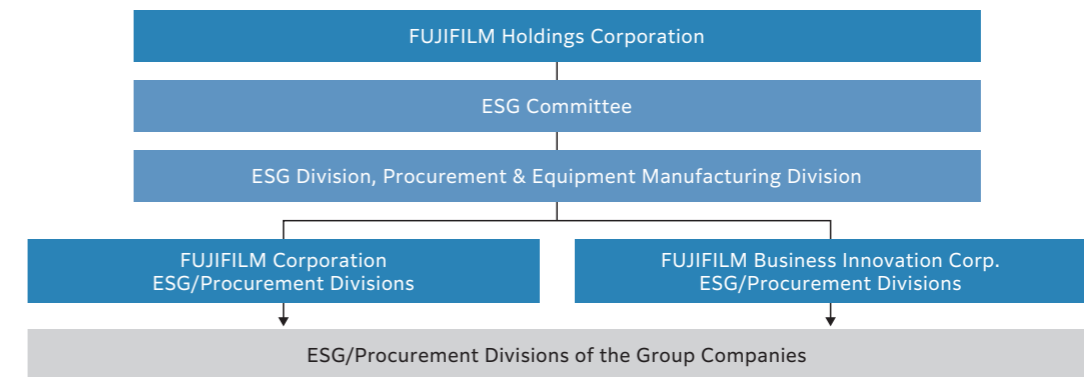 FUJIFILM Holdings Corporation
ESG Committee
ESG Division, Procurement & Equipment Manufacturing Division
FUJIFILM Corporation
ESG/Procurement Divisions
FUJIFILM Business Innovation Corp.
ESG/Procurement Divisions
ESG/Procurement Divisions of the Group Companies